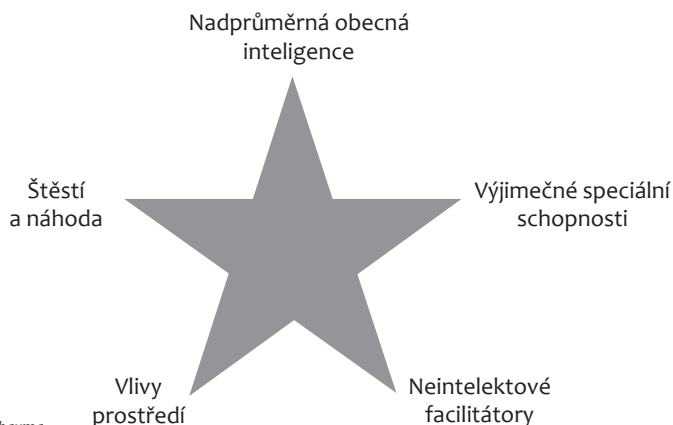 Nadprůměrná obecná
inteligence
Štěstí
a náhoda
Výjimečné speciální
schopnosti
Vlivy
prostředí
Neintelektové
facilitátory